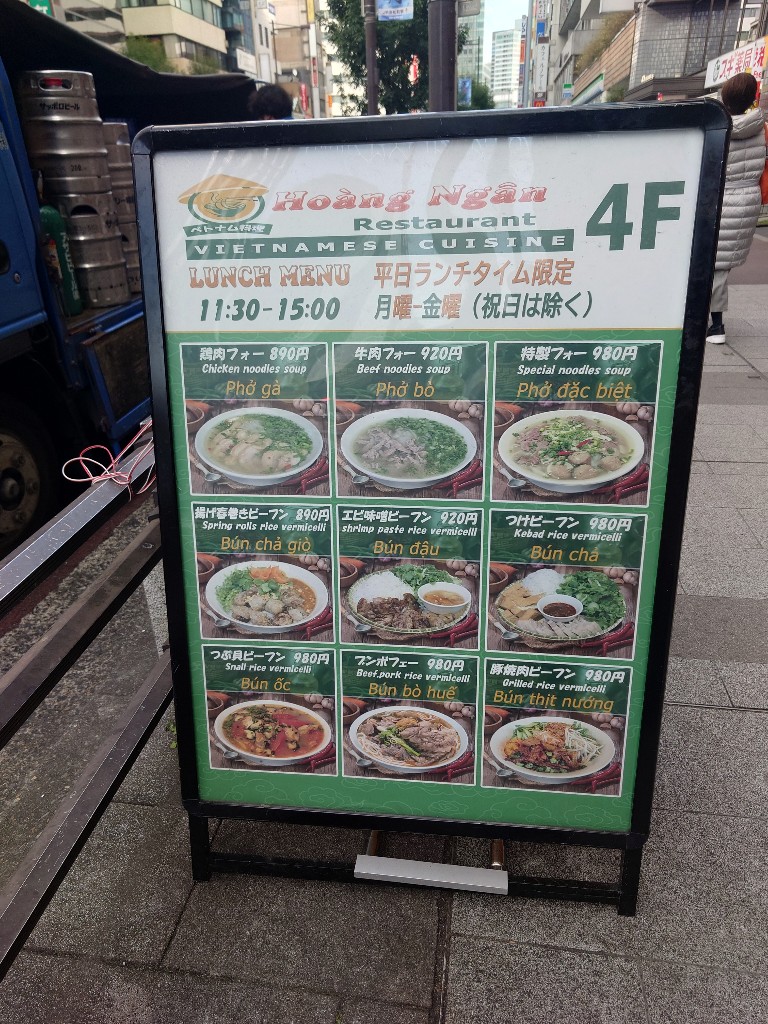 サッポロビール
Hoàng Ngân
Restaurant
ベトナム料理
VIETNAMESE CUISINE
4F
LUNCH MENU 平日ランチタイム限定
11:30-15:00 月曜-金曜（祝日は除く）
鶏肉フォー 890円
Chicken noodles soup
Phở gà
牛肉フォー 920円
Beef noodles soup
Phở bò
特製フォー 980円
Special noodles soup
Phở đặc biệt
揚げ春巻きビーフン 890円
Spring rolls rice vermicelli
Bún chả giò
エビ味噌ビーフン 920円
shrimp paste rice vermicelli
Bún đậu
つけビーフン 980円
Kebad rice vermicelli
Bún chả
つぶ貝ビーフン 980円
Snail rice vermicelli
Bún ốc
ブンボフェー 980円
Beef,pork rice vermicelli
Bún bò huế
豚焼肉ビーフン 980円
Grilled rice vermicelli
Bún thịt nướng